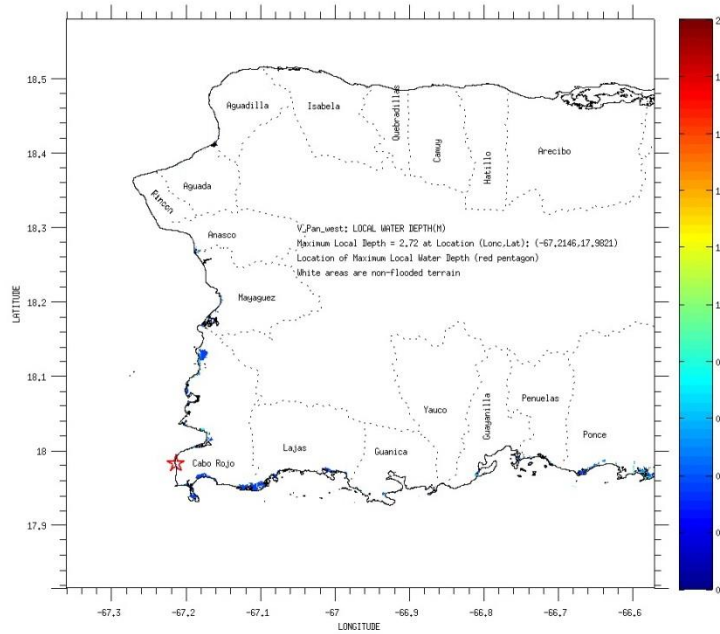 18.5
18.4
18.3
18.2
18.1
18
17.9
LATITUDE
Aguadilla
Isabela
Quebradillas
Camuy
Hatillo
Arecibo
Rincon
Aguada
Anasco
V_Pan_west: LOCAL WATER DEPTH(M)
Maximum Local Depth = 2.72 at Location (Lonc,Lat): (-67.2146,17.9821)
Location of Maximum Local Water Depth (red pentagon)
White areas are non-flooded terrain
Mayaguez
Cabo Rojo
Lajas
Guanica
Yauco
Guayanilla
Penuelas
Ponce
-67.3
-67.2
-67.1
-67
-66.9
-66.8
-66.7
-66.6
LONGITUDE